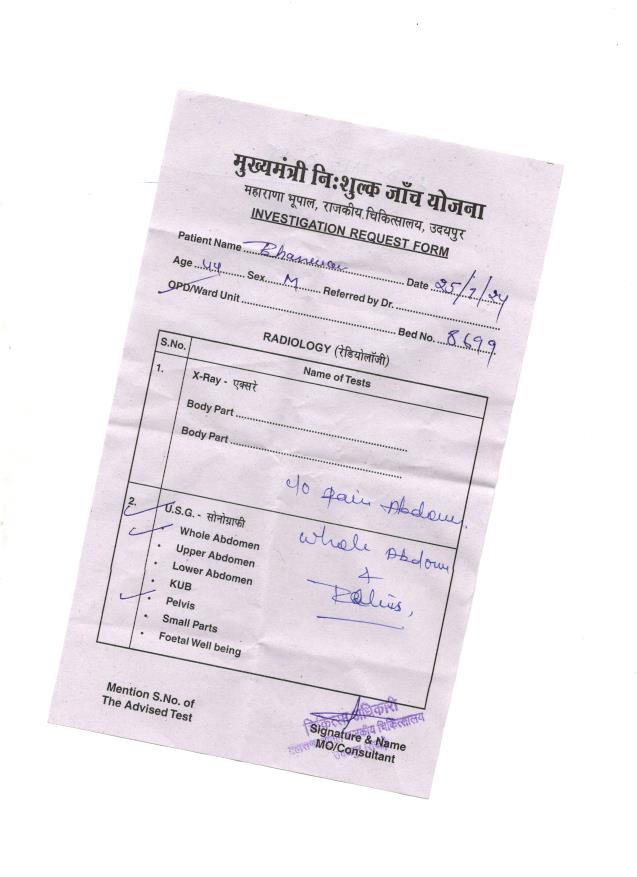 मुख्यमंत्री नि:शुल्क जाँच योजना
महाराणा भूपाल, राजकीय चिकित्सालय, उदयपुर
INVESTIGATION REQUEST FORM
Patient Name Bhanwar Date 25/7/24
Age 44 Sex M Referred by Dr.
OPD/Ward Unit Bed No. 8699
RADIOLOGY (रेडियोलॉजी)
S.No. Name of Tests
1. X-Ray - एक्सरे
Body Part
Body Part
c/o Pain Abdom
2. U.S.G. - सोनोग्राफी
Whole Abdomen
Upper Abdomen
Lower Abdomen
KUB
Pelvis
Small Parts
Foetal Well being
Whole Abdom
&
Pelvis,
Mention S.No. of
The Advised Test
चिकित्सा अधिकारी
राजकीय चिकित्सालय
Signature & Name
MO/Consultant